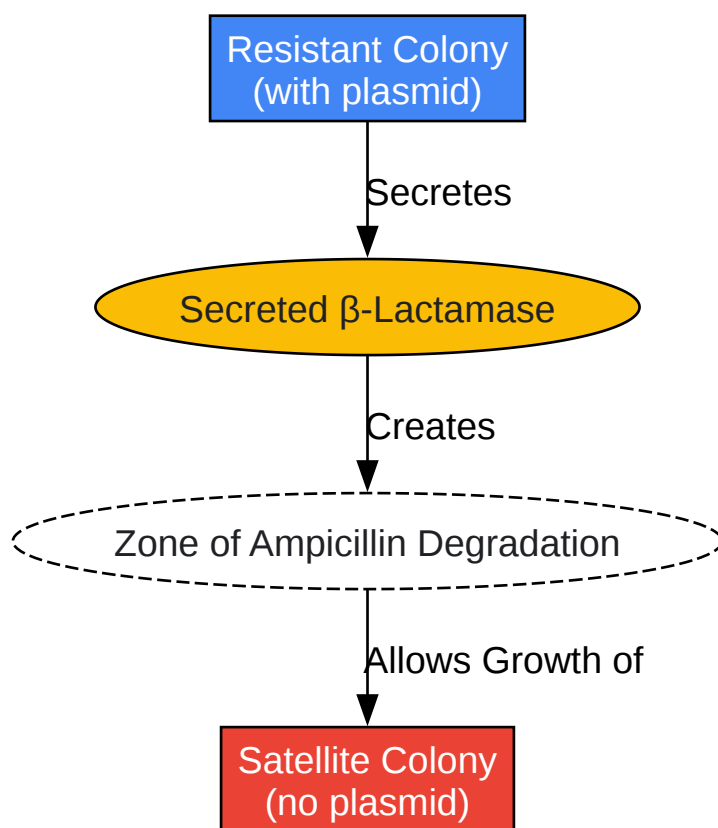 Resistant Colony
(with plasmid)
Secretes
Secreted β-Lactamase
Creates
Zone of Ampicillin Degradation
Allows Growth of
Satellite Colony
(no plasmid)